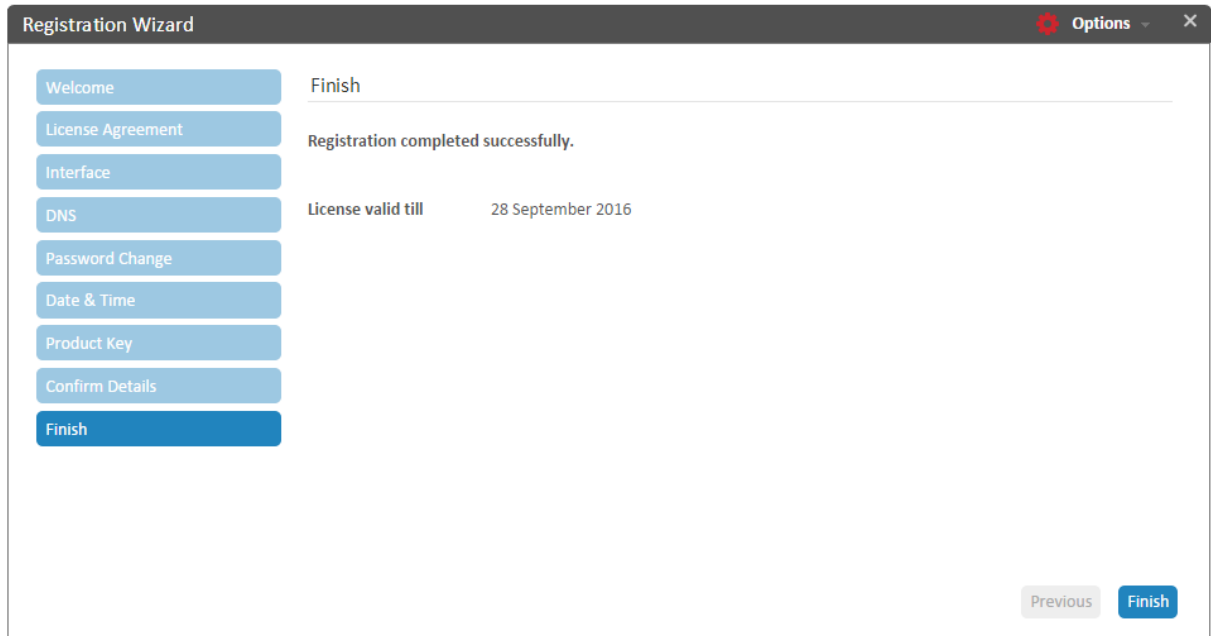 Registration Wizard
Options
Welcome
License Agreement
Interface
DNS
Password Change
Date & Time
Product Key
Confirm Details
Finish
Finish
Registration completed successfully.
License valid till 28 September 2016
Previous Finish